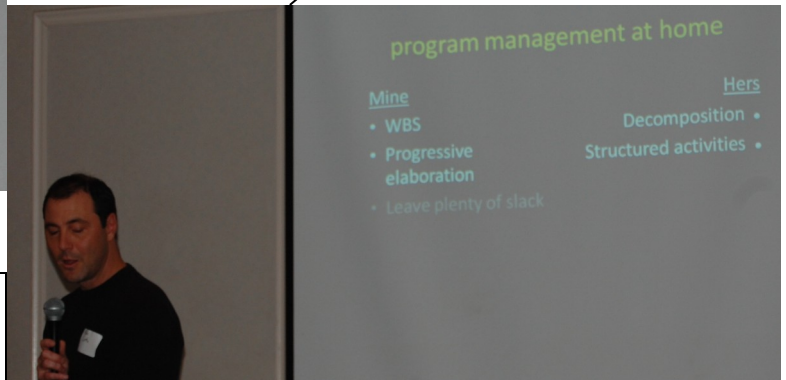 program management at home
Mine
• WBS
• Progressive
elaboration
• Leave plenty of slack
Hers
Decomposition •
Structured activities •